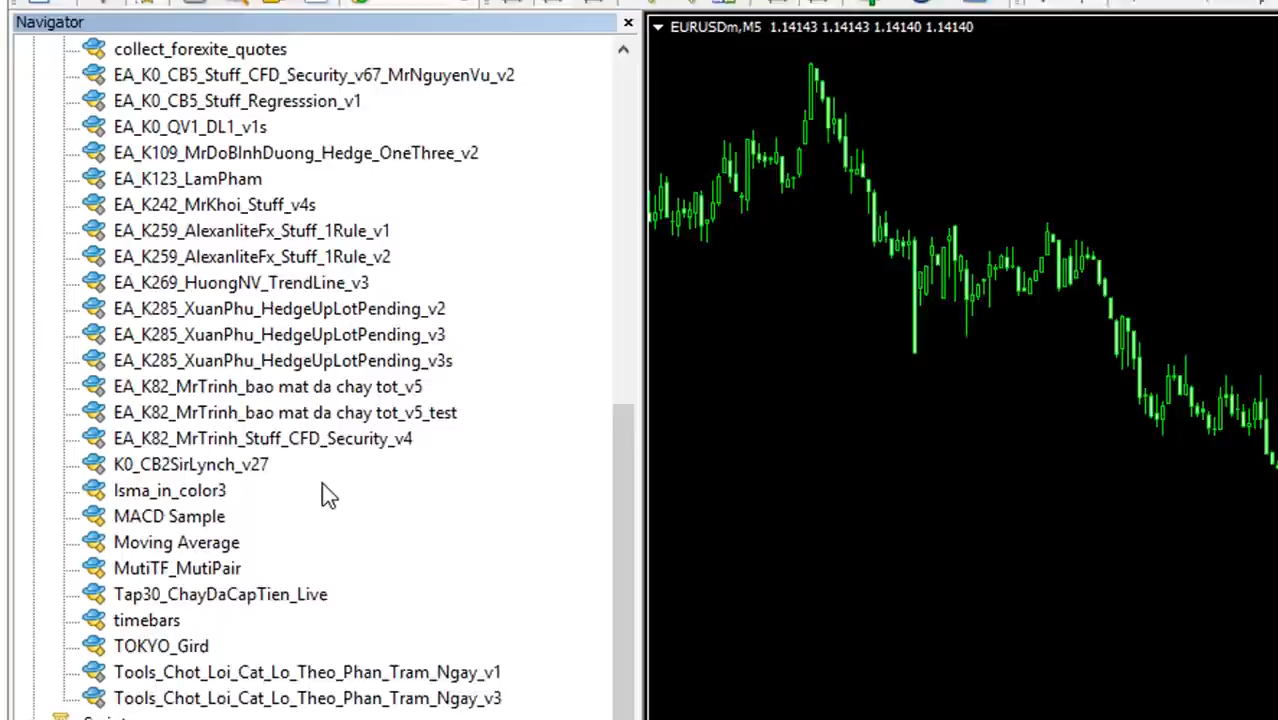 Navigator
EURUSDm,M5 1.14143 1.14143 1.14140 1.14140
collect_forexite_quotes
EA_K0_CB5_Stuff_CFD_Security_v67_MrNguyenVu_v2
EA_K0_CB5_Stuff_Regresssion_v1
EA_K0_QV1_DL1_v1s
EA_K109_MrDoBInhDuong_Hedge_OneThree_v2
EA_K123_LamPham
EA_K242_MrKhoi_Stuff_v4s
EA_K259_AlexanliteFx_Stuff_1Rule_v1
EA_K259_AlexanliteFx_Stuff_1Rule_v2
EA_K269_HuongNV_TrendLine_v3
EA_K285_XuanPhu_HedgeUpLotPending_v2
EA_K285_XuanPhu_HedgeUpLotPending_v3
EA_K285_XuanPhu_HedgeUpLotPending_v3s
EA_K82_MrTrinh_bao mat da chay tot_v5
EA_K82_MrTrinh_bao mat da chay tot_v5_test
EA_K82_MrTrinh_Stuff_CFD_Security_v4
K0_CB2SirLynch_v27
lsma_in_color3
MACD Sample
Moving Average
MutiTF_MutiPair
Tap30_ChayDaCapTien_Live
timebars
TOKYO_Gird
Tools_Chot_Loi_Cat_Lo_Theo_Phan_Tram_Ngay_v1
Tools_Chot_Loi_Cat_Lo_Theo_Phan_Tram_Ngay_v3